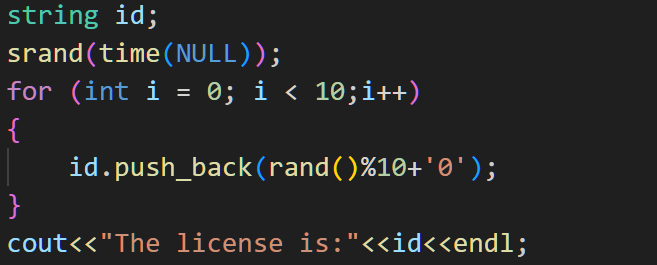 string id;
srand(time(NULL));
for (int i = 0; i < 10;i++)
{
    id.push_back(rand()%10+'0');
}
cout<<"The license is:"<<id<<endl;